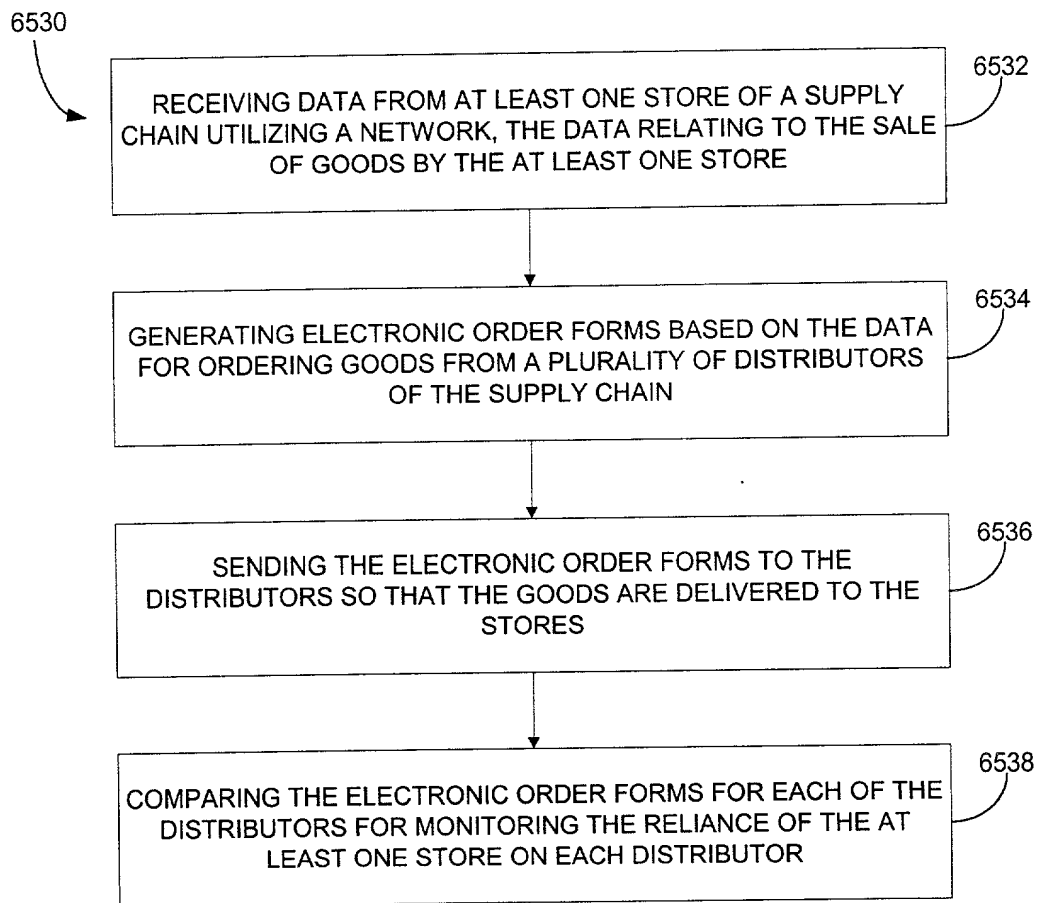 6530
6532
RECEIVING DATA FROM AT LEAST ONE STORE OF A SUPPLY
CHAIN UTILIZING A NETWORK, THE DATA RELATING TO THE SALE
OF GOODS BY THE AT LEAST ONE STORE
6534
GENERATING ELECTRONIC ORDER FORMS BASED ON THE DATA
FOR ORDERING GOODS FROM A PLURALITY OF DISTRIBUTORS
OF THE SUPPLY CHAIN
6536
SENDING THE ELECTRONIC ORDER FORMS TO THE
DISTRIBUTORS SO THAT THE GOODS ARE DELIVERED TO THE
STORES
6538
COMPARING THE ELECTRONIC ORDER FORMS FOR EACH OF THE
DISTRIBUTORS FOR MONITORING THE RELIANCE OF THE AT
LEAST ONE STORE ON EACH DISTRIBUTOR